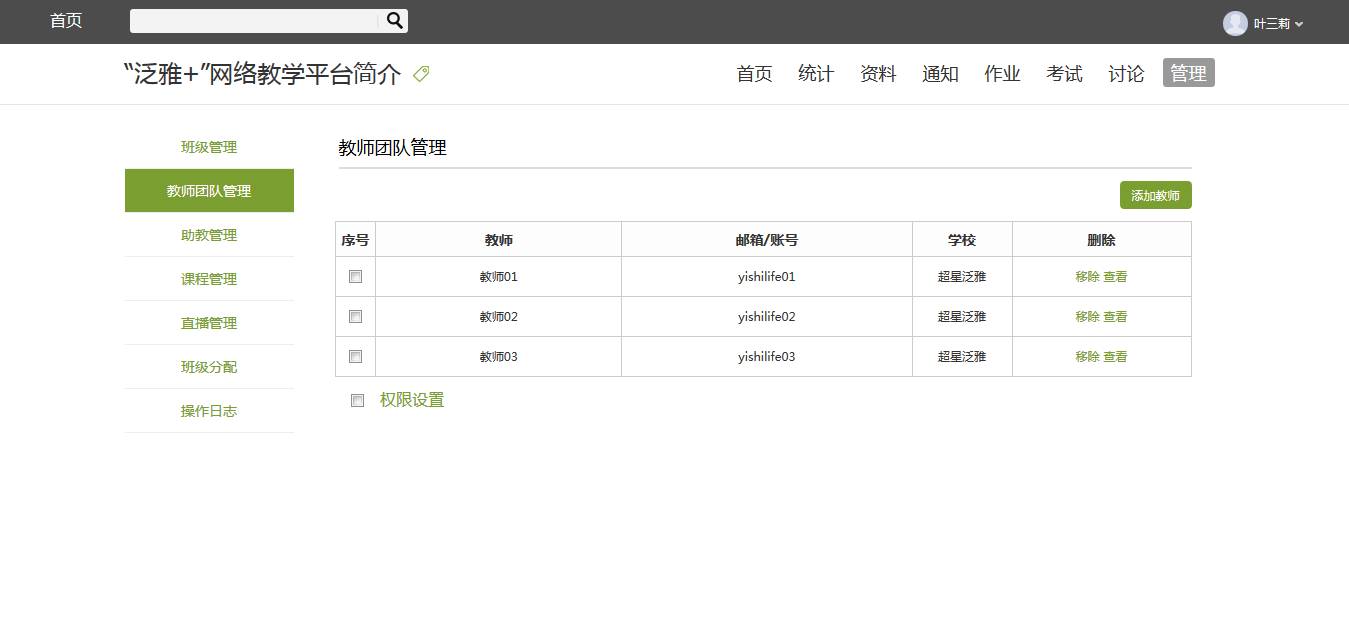 首页
叶三莉
“泛雅+”网络教学平台简介
首页 统计 资料 通知 作业 考试 讨论 管理
班级管理
教师团队管理
助教管理
课程管理
直播管理
班级分配
操作日志
教师团队管理
添加教师
序号 教师 邮箱/账号 学校 删除
教师01 yishilife01 超星泛雅 移除 查看
教师02 yishilife02 超星泛雅 移除 查看
教师03 yishilife03 超星泛雅 移除 查看
权限设置